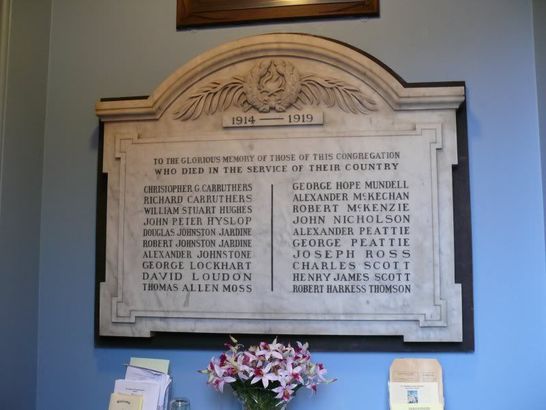 1914 — 1919
TO THE GLORIOUS MEMORY OF THOSE OF THIS CONGREGATION
WHO DIED IN THE SERVICE OF THEIR COUNTRY
CHRISTOPHER G. CARRUTHERS
RICHARD CARRUTHERS
WILLIAM STUART HUGHES
JOHN PETER HYSLOP
DOUGLAS JOHNSTON JARDINE
ROBERT JOHNSTON JARDINE
ALEXANDER JOHNSTONE
GEORGE LOCKHART
DAVID LOUDON
THOMAS ALLEN MOSS
GEORGE HOPE MUNDELL
ALEXANDER McKECHAN
ROBERT McKENZIE
JOHN NICHOLSON
ALEXANDER PEATTIE
GEORGE PEATTIE
JOSEPH ROSS
CHARLES SCOTT
HENRY JAMES SCOTT
ROBERT HARKESS THOMSON